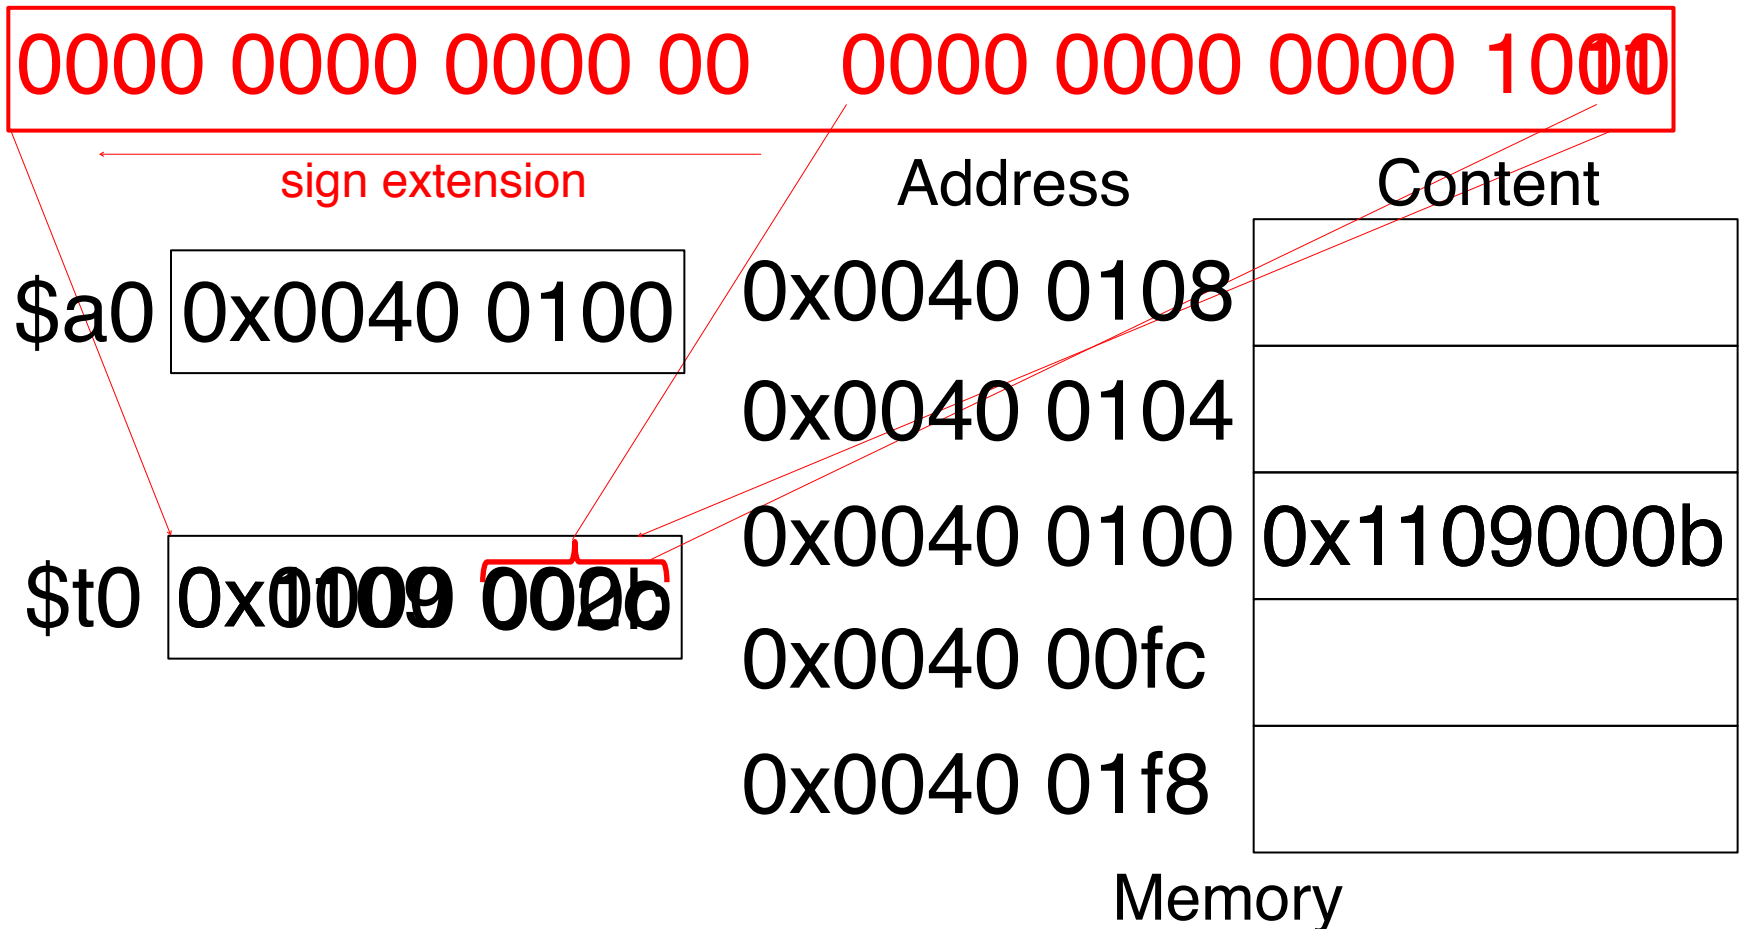 0000 0000 0000 00 0000 0000 0000
sign extension
Address Content
$a0 0x0040 0100
0x0040 0108
0x0040 0104
0x0040 0100 0x1109000b
$t0
0x0040 00fc
0x0040 01f8
Memory